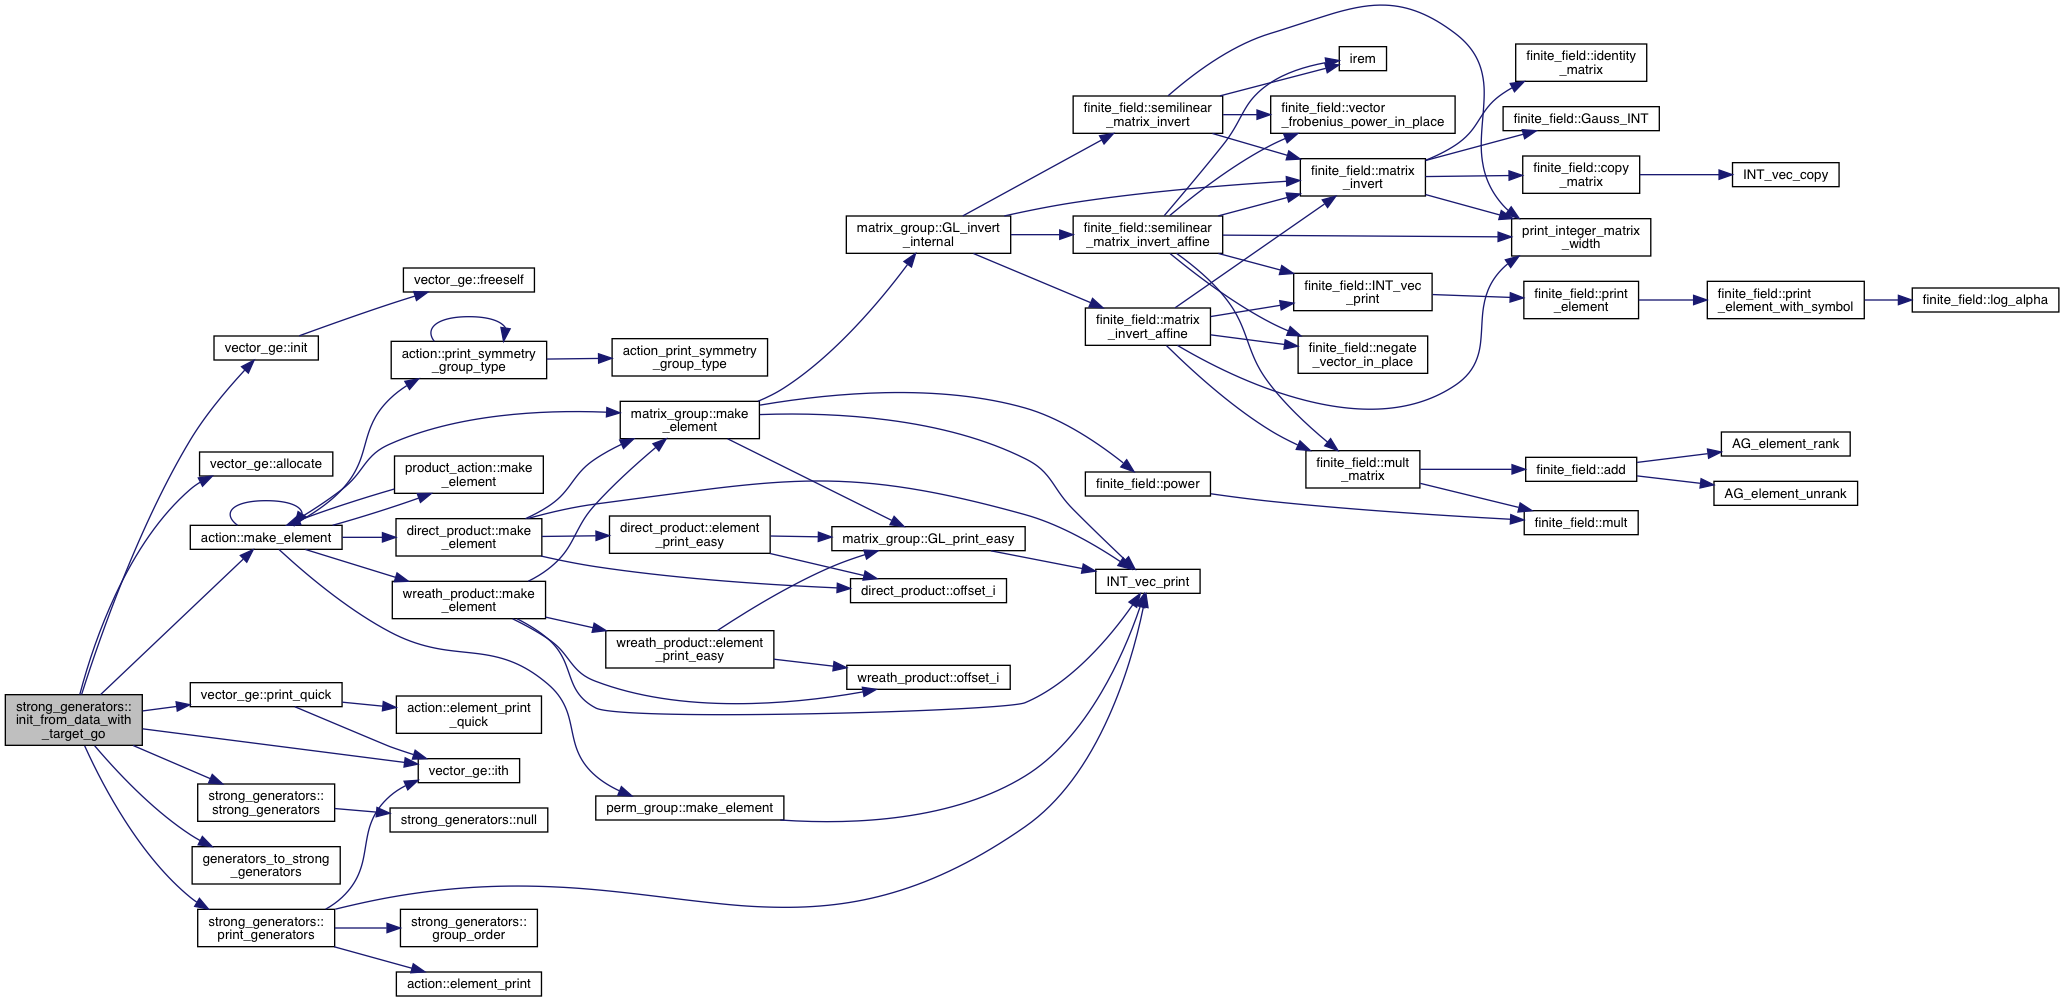 strong_generators::
init_from_data_with
_target_go
vector_ge::init
vector_ge::allocate
action::make_element
vector_ge::print_quick
strong_generators::
strong_generators
generators_to_strong
_generators
strong_generators::
print_generators
vector_ge::freeself
action::print_symmetry
_group_type
product_action::make
_element
direct_product::make
_element
wreath_product::make
_element
action::element_print
_quick
vector_ge::ith
strong_generators::null
strong_generators::
group_order
action::element_print
action_print_symmetry
_group_type
matrix_group::make
_element
direct_product::element
_print_easy
wreath_product::element
_print_easy
perm_group::make_element
matrix_group::GL_invert
_internal
matrix_group::GL_print_easy
direct_product::offset_i
wreath_product::offset_i
finite_field::semilinear
_matrix_invert
finite_field::semilinear
_matrix_invert_affine
finite_field::matrix
_invert_affine
finite_field::power
INT_vec_print
irem
finite_field::vector
_frobenius_power_in_place
finite_field::matrix
_invert
finite_field::INT_vec
_print
finite_field::negate
_vector_in_place
finite_field::mult
_matrix
finite_field::identity
_matrix
finite_field::Gauss_INT
finite_field::copy
_matrix
print_integer_matrix
_width
finite_field::print
_element
finite_field::add
finite_field::mult
INT_vec_copy
finite_field::print
_element_with_symbol
AG_element_rank
AG_element_unrank
finite_field::log_alpha